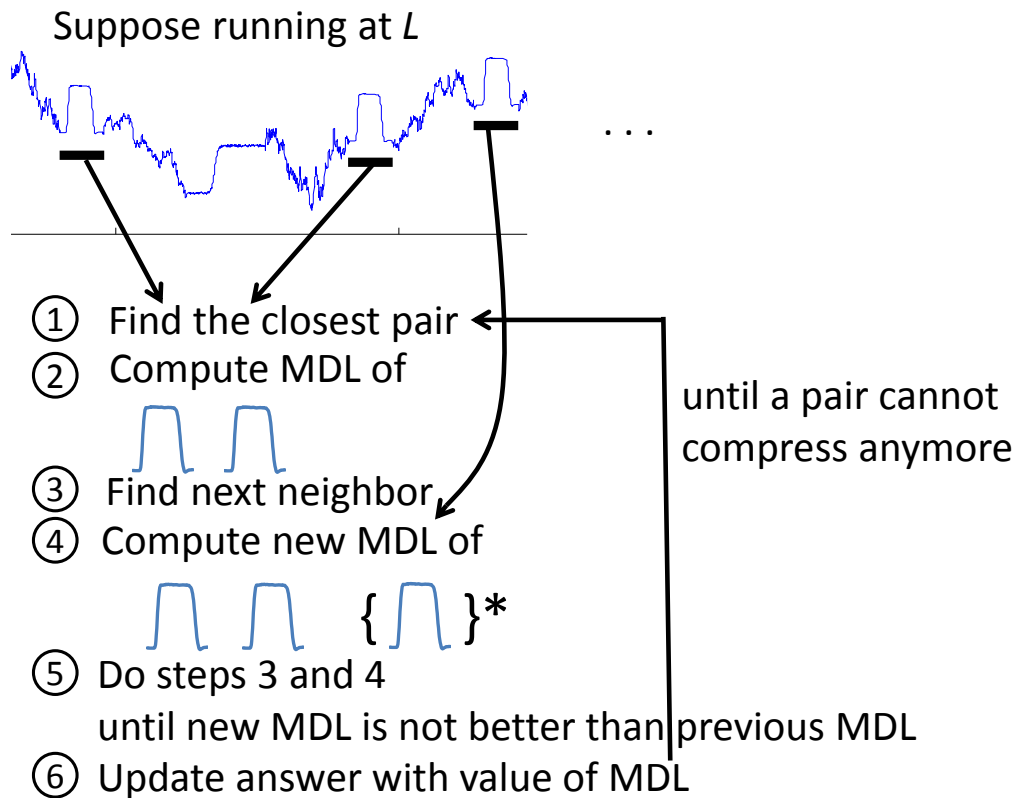 Suppose running at L
. . .
① Find the closest pair
② Compute MDL of
until a pair cannot
compress anymore
③ Find next neighbor
④ Compute new MDL of
{ }*
⑤ Do steps 3 and 4
until new MDL is not better than previous MDL
⑥ Update answer with value of MDL